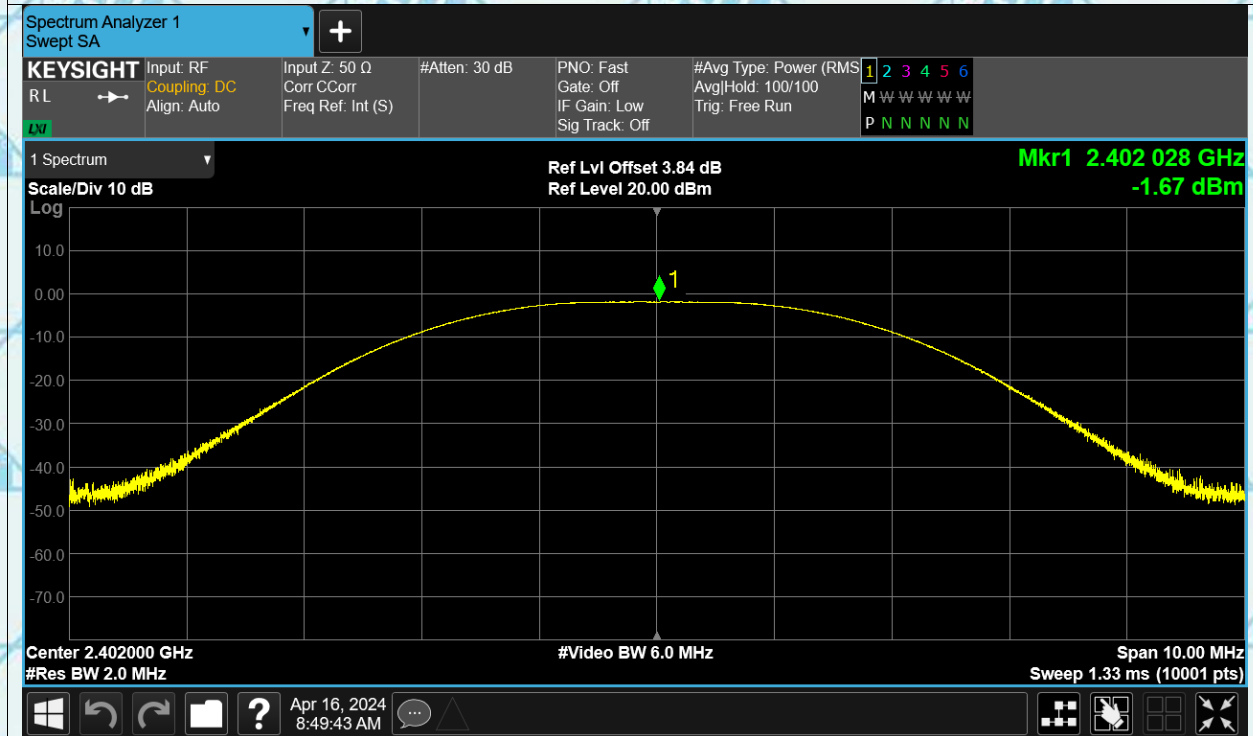 Spectrum Analyzer 1
Swept SA
+
KEYSIGHT
RL
LXI
Input: RF
Coupling: DC
Align: Auto
Input Z: 50 Ω
Corr CCorr
Freq Ref: Int (S)
#Atten: 30 dB
PNO: Fast
Gate: Off
IF Gain: Low
Sig Track: Off
#Avg Type: Power (RMS
Avg|Hold: 100/100
Trig: Free Run
1 2 3 4 5 6
M W W W W W
P N N N N N
1 Spectrum
Scale/Div 10 dB
Log
Ref Lvl Offset 3.84 dB
Ref Level 20.00 dBm
Mkr1 2.402 028 GHz
-1.67 dBm
1
10.0
0.00
-10.0
-20.0
-30.0
-40.0
-50.0
-60.0
-70.0
Center 2.402000 GHz
#Video BW 6.0 MHz
Span 10.00 MHz
#Res BW 2.0 MHz
Sweep 1.33 ms (10001 pts)
?
Apr 16, 2024
8:49:43 AM